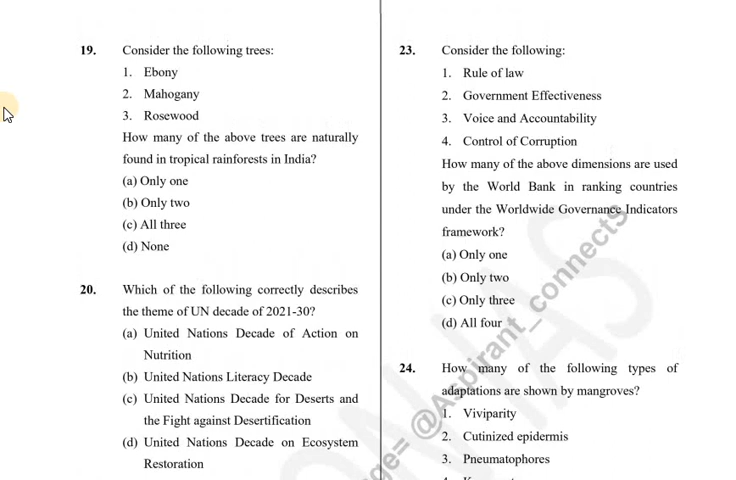 19. Consider the following trees:
1. Ebony
2. Mahogany
3. Rosewood
How many of the above trees are naturally
found in tropical rainforests in India?
(a) Only one
(b) Only two
(c) All three
(d) None
20. Which of the following correctly describes
the theme of UN decade of 2021-30?
(a) United Nations Decade of Action on
Nutrition
(b) United Nations Literacy Decade
(c) United Nations Decade for Deserts and
the Fight against Desertification
(d) United Nations Decade on Ecosystem
Restoration
23. Consider the following:
1. Rule of law
2. Government Effectiveness
3. Voice and Accountability
4. Control of Corruption
How many of the above dimensions are used
by the World Bank in ranking countries
under the Worldwide Governance Indicators
framework?
(a) Only one
(b) Only two
(c) Only three
(d) All four
24. How many of the following types of
adaptations are shown by mangroves?
1. Viviparity
2. Cutinized epidermis
3. Pneumatophores
@Aspirant_connects